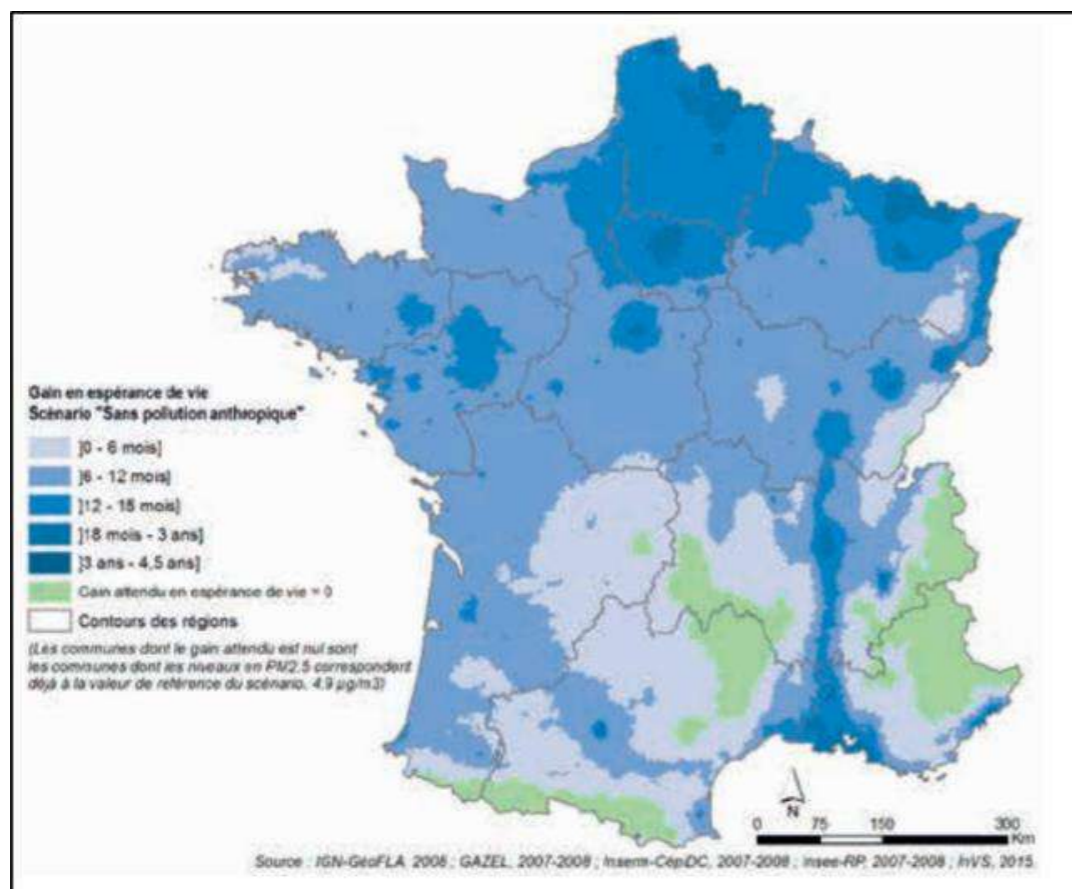 Gain en espérance de vie
Scénario "Sans pollution anthropique"
]0 - 6 mois]
]6 - 12 mois]
]12 - 18 mois]
]18 mois - 3 ans]
]3 ans - 4,5 ans]
Gain attendu en espérance de vie = 0
Contours des régions
(Les communes dont le gain attendu est nul sont
les communes dont les niveaux en PM2.5 correspondent
déjà à la valeur de référence du scénario, 4.9 µg/m3)
N
0 75 150 300
Km
Source : IGN-GéoFLA, 2008 ; GAZEL, 2007-2008 ; Inserm-CépiDC, 2007-2008 ; Insee-RP, 2007-2008 ; InVS, 2015.